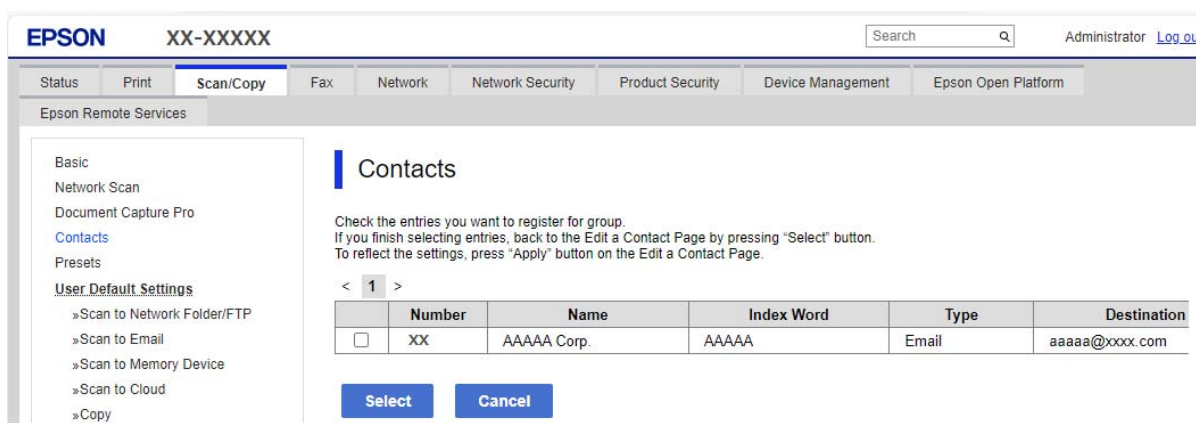 EPSON XX-XXXXX Search Administrator
Status Print Scan/Copy Fax Network Network Security Product Security Device Management Epson Open Platform
Epson Remote Services
Basic
Network Scan
Document Capture Pro
Contacts
Presets
User Default Settings
»Scan to Network Folder/FTP
»Scan to Email
»Scan to Memory Device
»Scan to Cloud
»Copy
Contacts
Check the entries you want to register for group.
If you finish selecting entries, back to the Edit a Contact Page by pressing “Select” button.
To reflect the settings, press “Apply” button on the Edit a Contact Page.
< 1 >
Number Name Index Word Type Destination
XX AAAAA Corp. AAAAA Email aaaaa@xxxx.com
Select Cancel